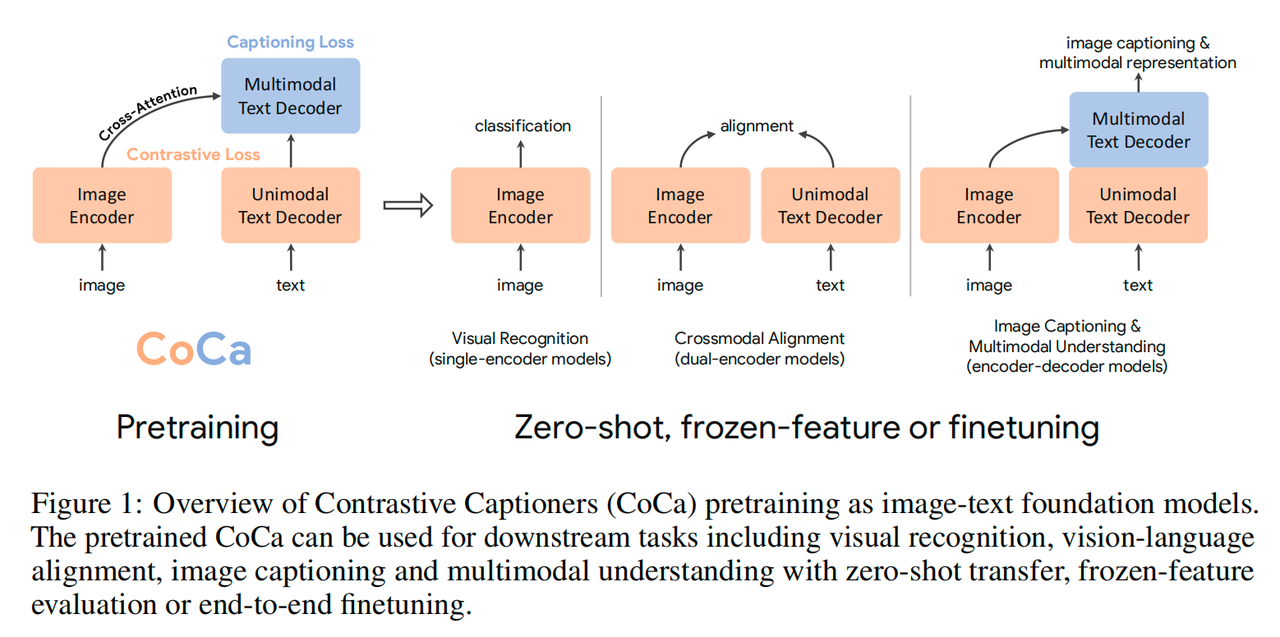 Captioning Loss
Multimodal
Text Decoder
Cross-Attention
Contrastive Loss
Image
Encoder
Unimodal
Text Decoder
image
text
CoCa
Pretraining
classification
Image
Encoder
image
Visual Recognition
(single-encoder models)
alignment
Image
Encoder
Unimodal
Text Decoder
image
text
Crossmodal Alignment
(dual-encoder models)
image captioning &
multimodal representation
Multimodal
Text Decoder
Image
Encoder
Unimodal
Text Decoder
image
text
Image Captioning &
Multimodal Understanding
(encoder-decoder models)
Zero-shot, frozen-feature or finetuning
Figure 1: Overview of Contrastive Captioners (CoCa) pretraining as image-text foundation models.
The pretrained CoCa can be used for downstream tasks including visual recognition, vision-language
alignment, image captioning and multimodal understanding with zero-shot transfer, frozen-feature
evaluation or end-to-end finetuning.